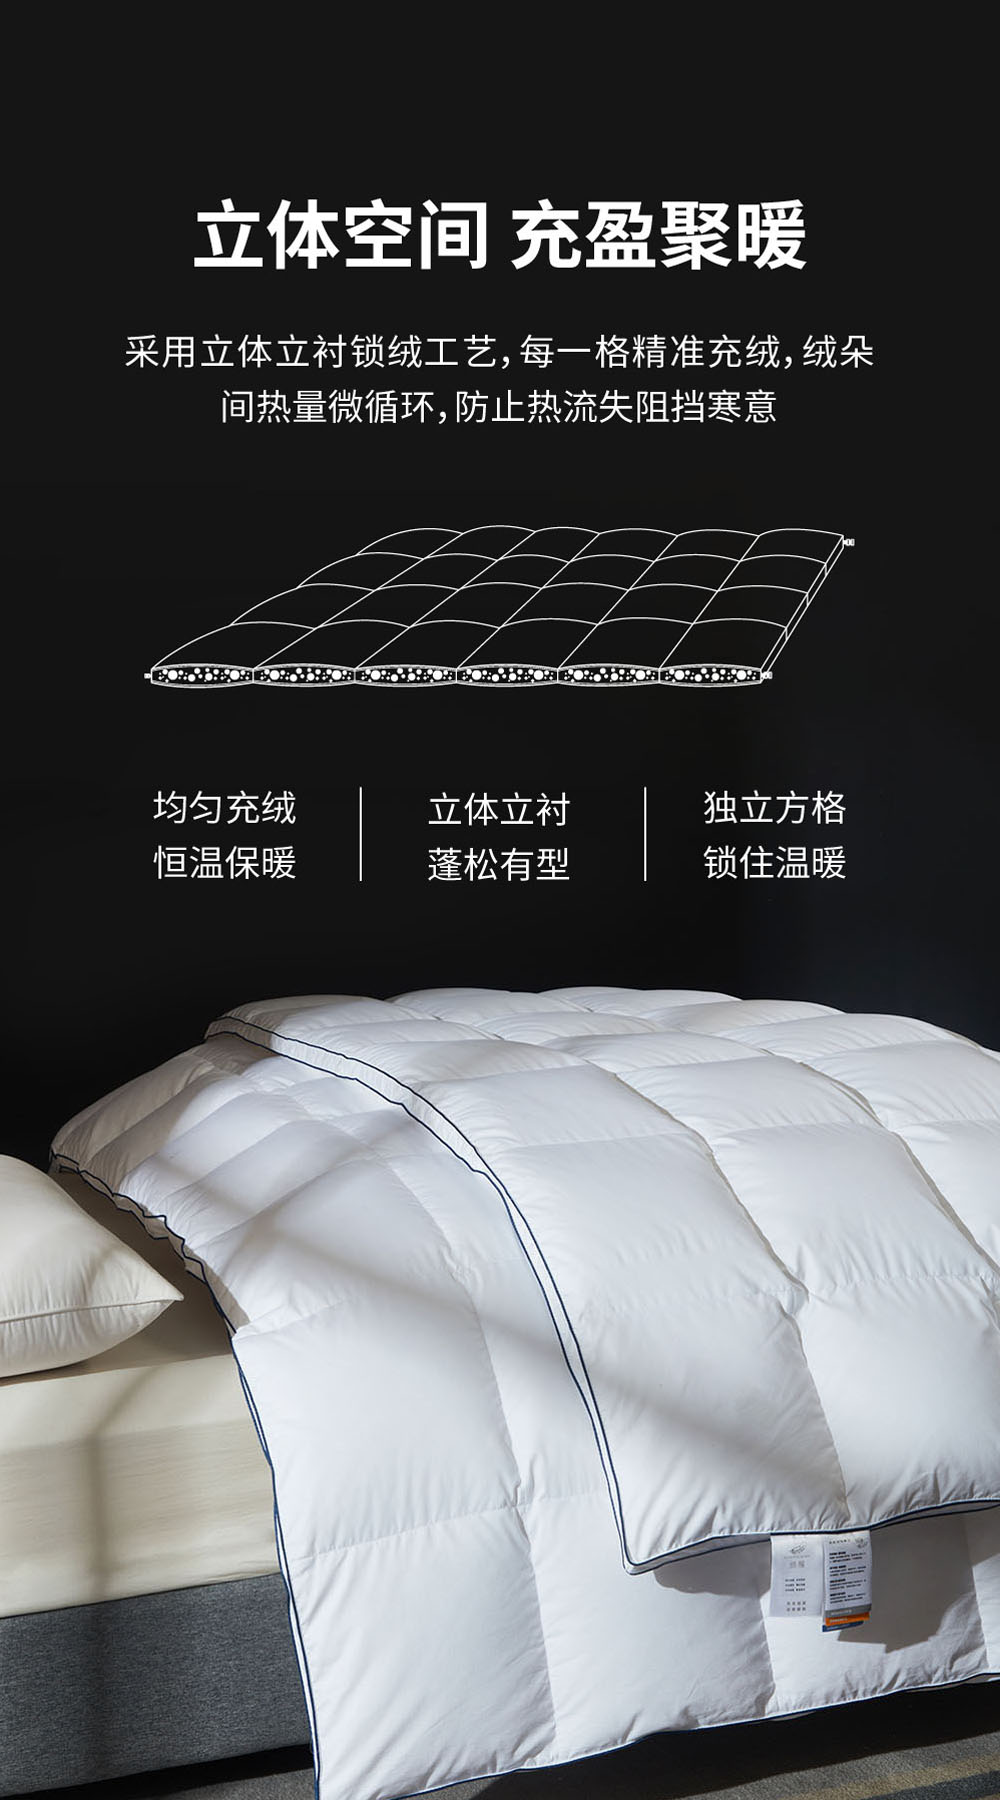 立体空间 充盈聚暖
采用立体立衬锁绒工艺,每一格精准充绒,绒朵
间热量微循环,防止热流失阻挡寒意
均匀充绒
恒温保暖
立体立衬
蓬松有型
独立方格
锁住温暖